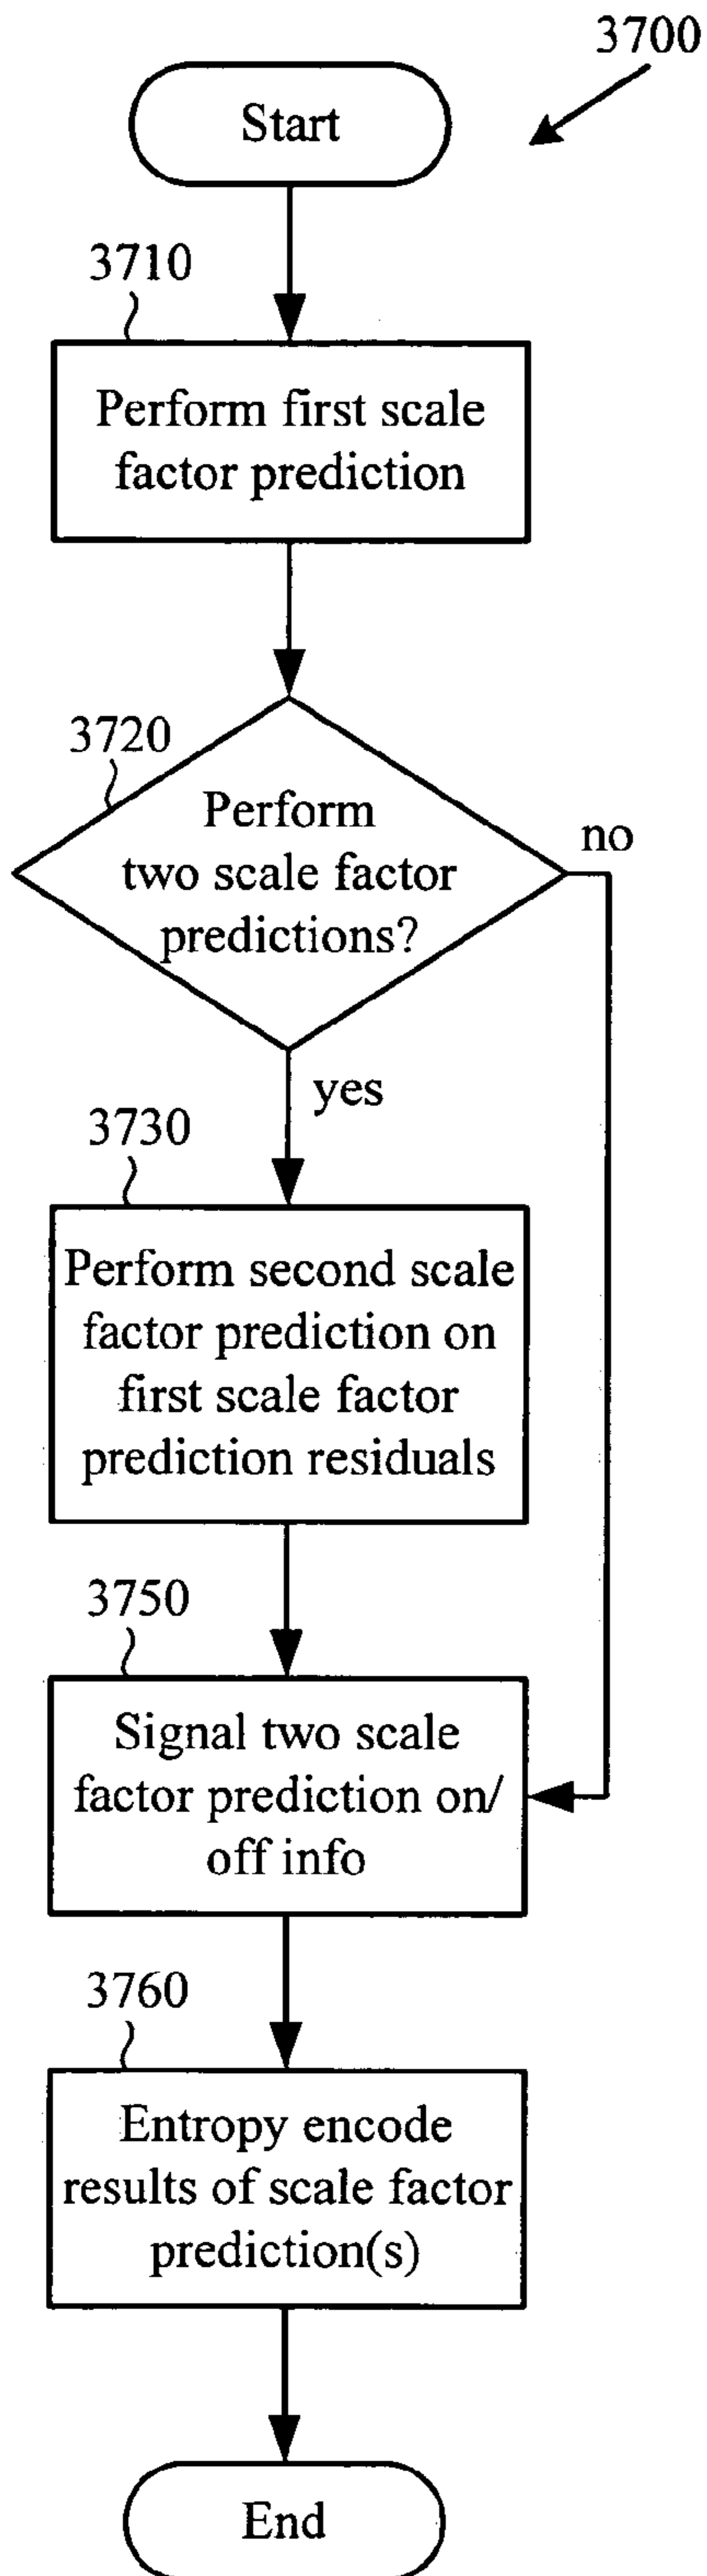 3700
Start
3710
Perform first scale
factor prediction
3720
Perform
two scale factor
predictions?
no
yes
3730
Perform second scale
factor prediction on
first scale factor
prediction residuals
3750
Signal two scale
factor prediction on/
off info
3760
Entropy encode
results of scale factor
prediction(s)
End